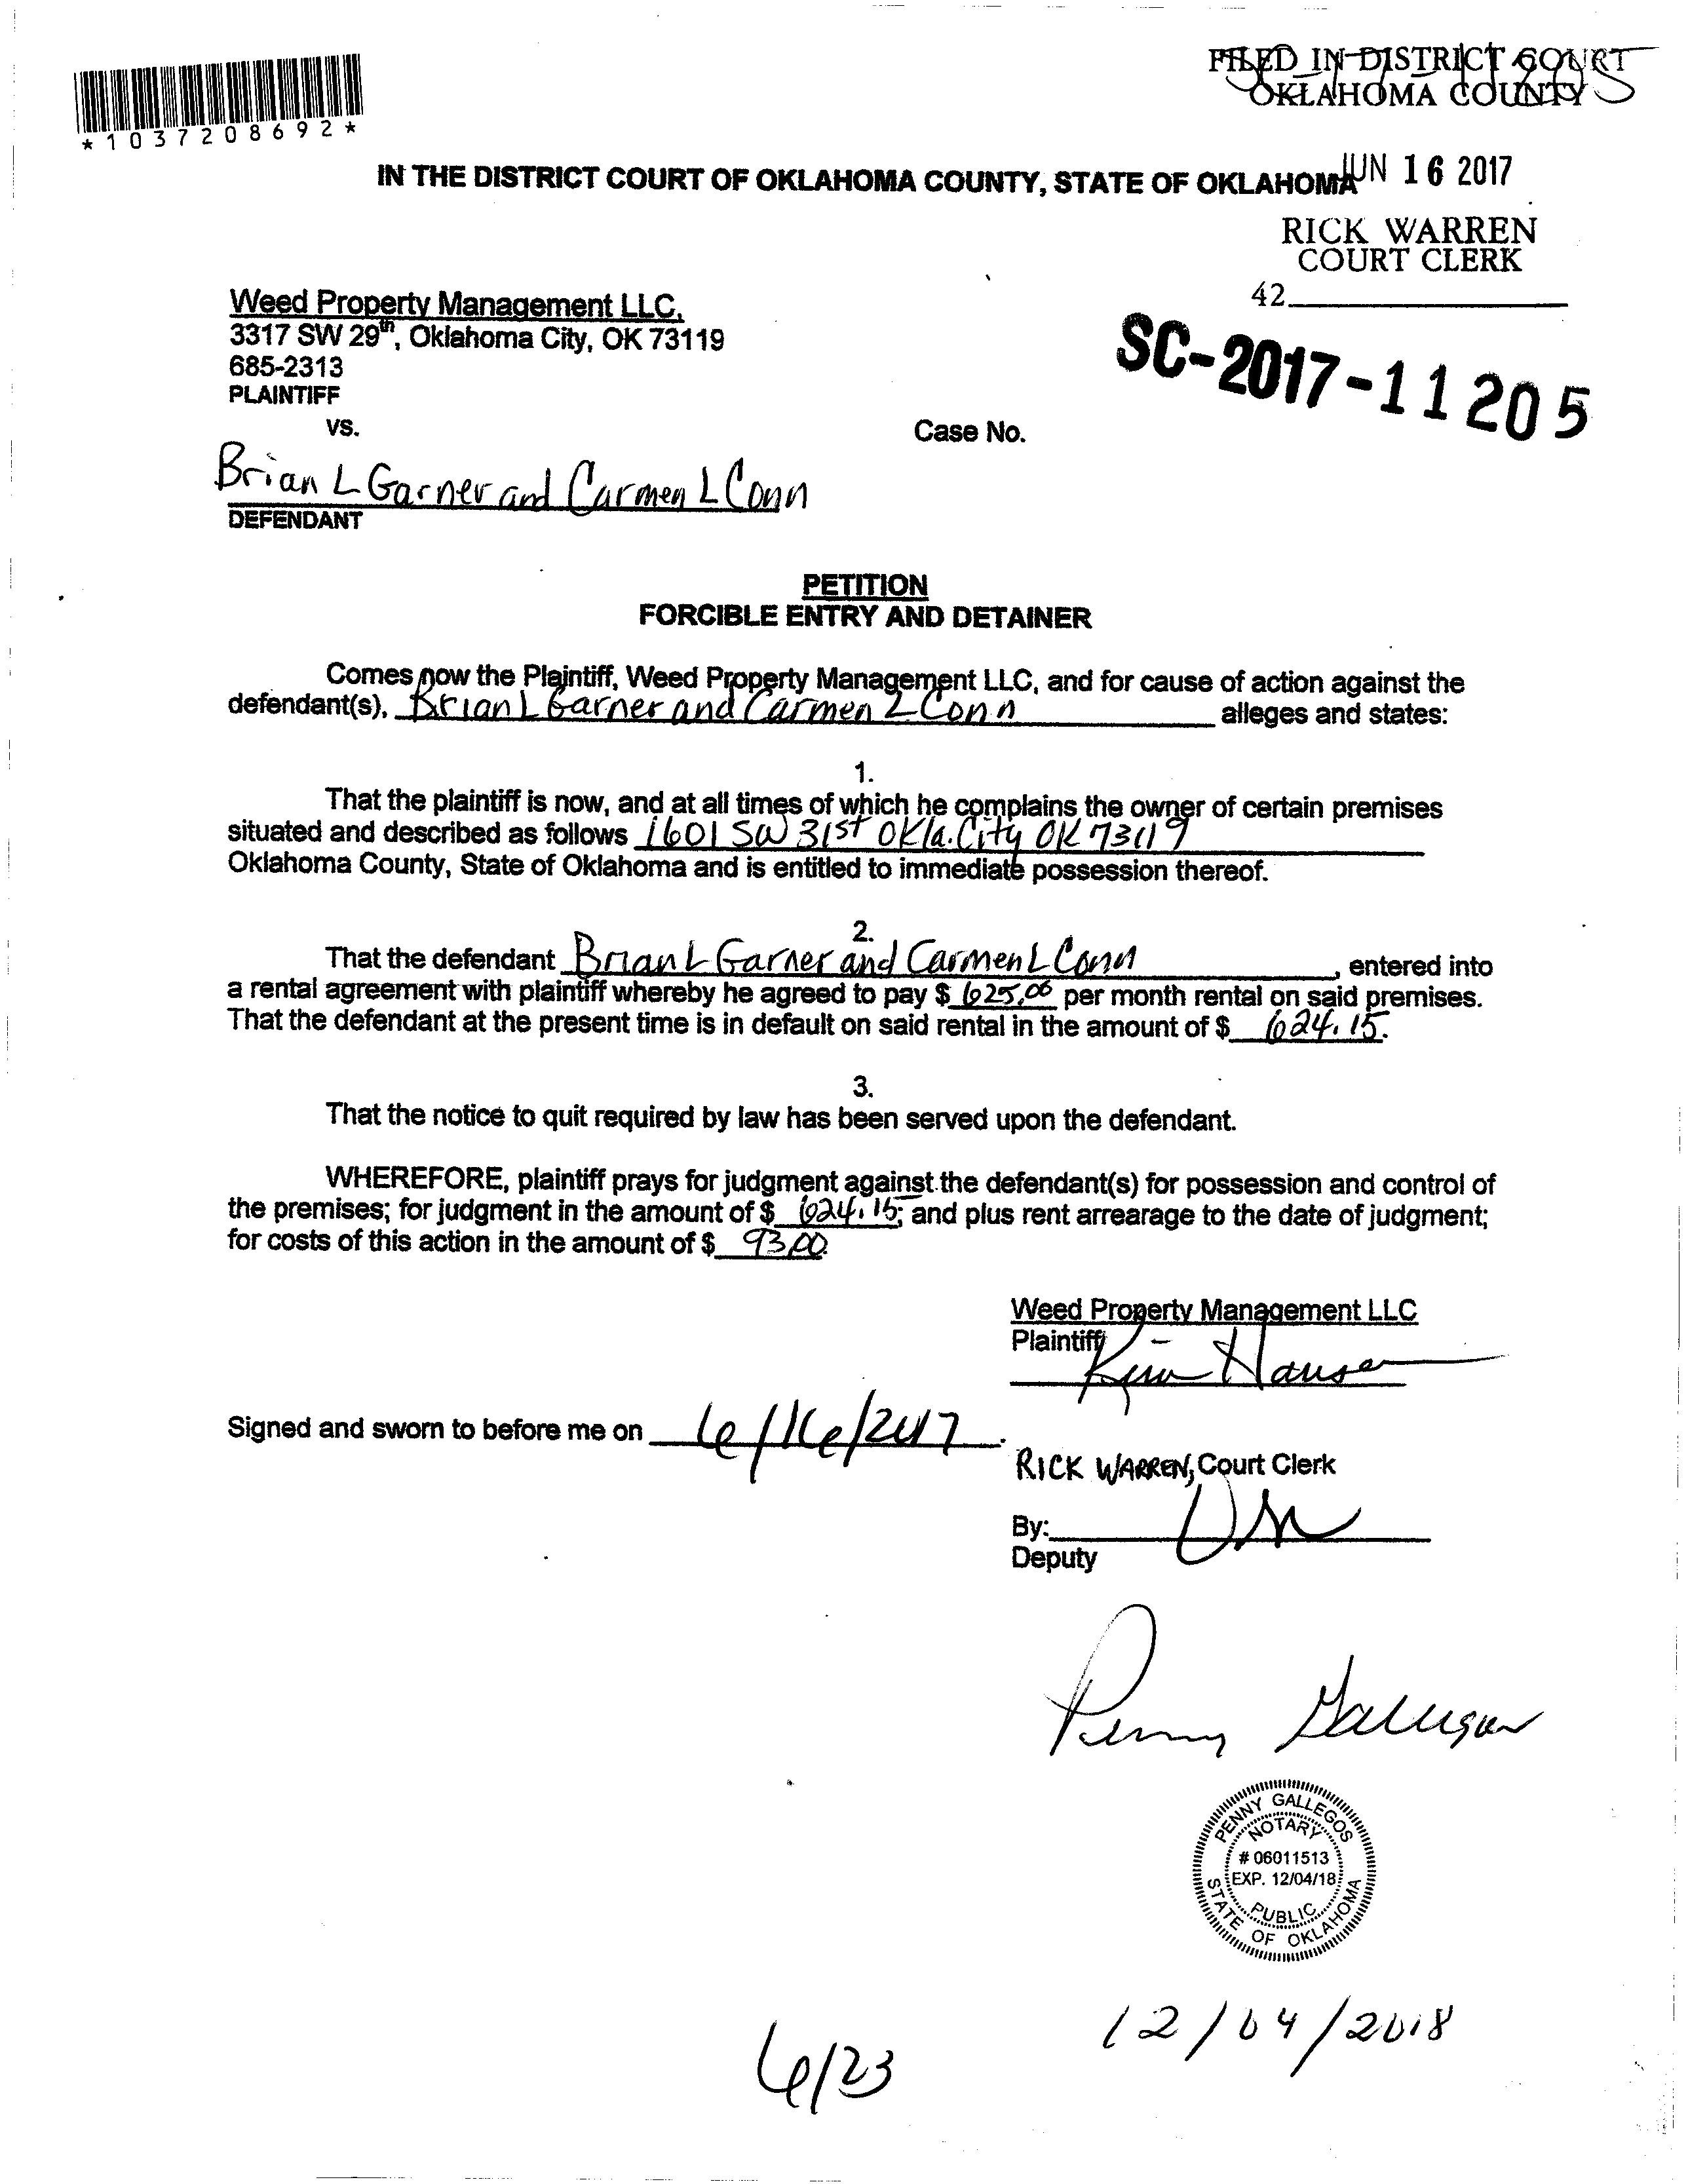 FILED IN DISTRICT COURT
OKLAHOMA COUNTY
*1037208692*
IN THE DISTRICT COURT OF OKLAHOMA COUNTY, STATE OF OKLAHOMA
JUN 16 2017
RICK WARREN
COURT CLERK
42
Weed Property Management LLC,
3317 SW 29th, Oklahoma City, OK 73119
685-2313
PLAINTIFF
vs.
SC-2017-11205
Case No.
Brian L Garner and Carmen L Conn
DEFENDANT
PETITION
FORCIBLE ENTRY AND DETAINER
Comes now the Plaintiff, Weed Property Management LLC, and for cause of action against the
defendant(s), Brian L Garner and Carmen L Conn alleges and states:
1.
That the plaintiff is now, and at all times of which he complains the owner of certain premises
situated and described as follows 1601 SW 31st Okla. City OK 73119
Oklahoma County, State of Oklahoma and is entitled to immediate possession thereof.
2.
That the defendant Brian L Garner and Carmen L Conn, entered into
a rental agreement with plaintiff whereby he agreed to pay $ 625.00 per month rental on said premises.
That the defendant at the present time is in default on said rental in the amount of $ 624.15.
3.
That the notice to quit required by law has been served upon the defendant.
WHEREFORE, plaintiff prays for judgment against the defendant(s) for possession and control of
the premises; for judgment in the amount of $ 624.15; and plus rent arrearage to the date of judgment;
for costs of this action in the amount of $ 93.00.
Weed Property Management LLC
Plaintiff
Kim Hauser
Signed and sworn to before me on 6/16/2017.
RICK WARREN, Court Clerk
By:
Deputy
Penny Gallegos
PENNY GALLEGOS
NOTARY
# 06011513
EXP. 12/04/18
PUBLIC
STATE OF OKLAHOMA
12/04/2018
6/23